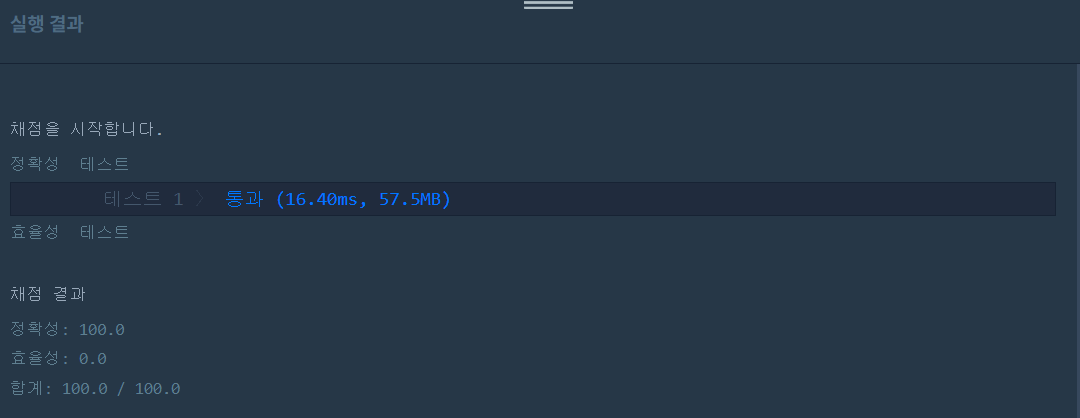 실행 결과
채점을 시작합니다.
정확성 테스트
테스트 1 〉 통과 (16.40ms, 57.5MB)
효율성 테스트
채점 결과
정확성: 100.0
효율성: 0.0
합계: 100.0 / 100.0